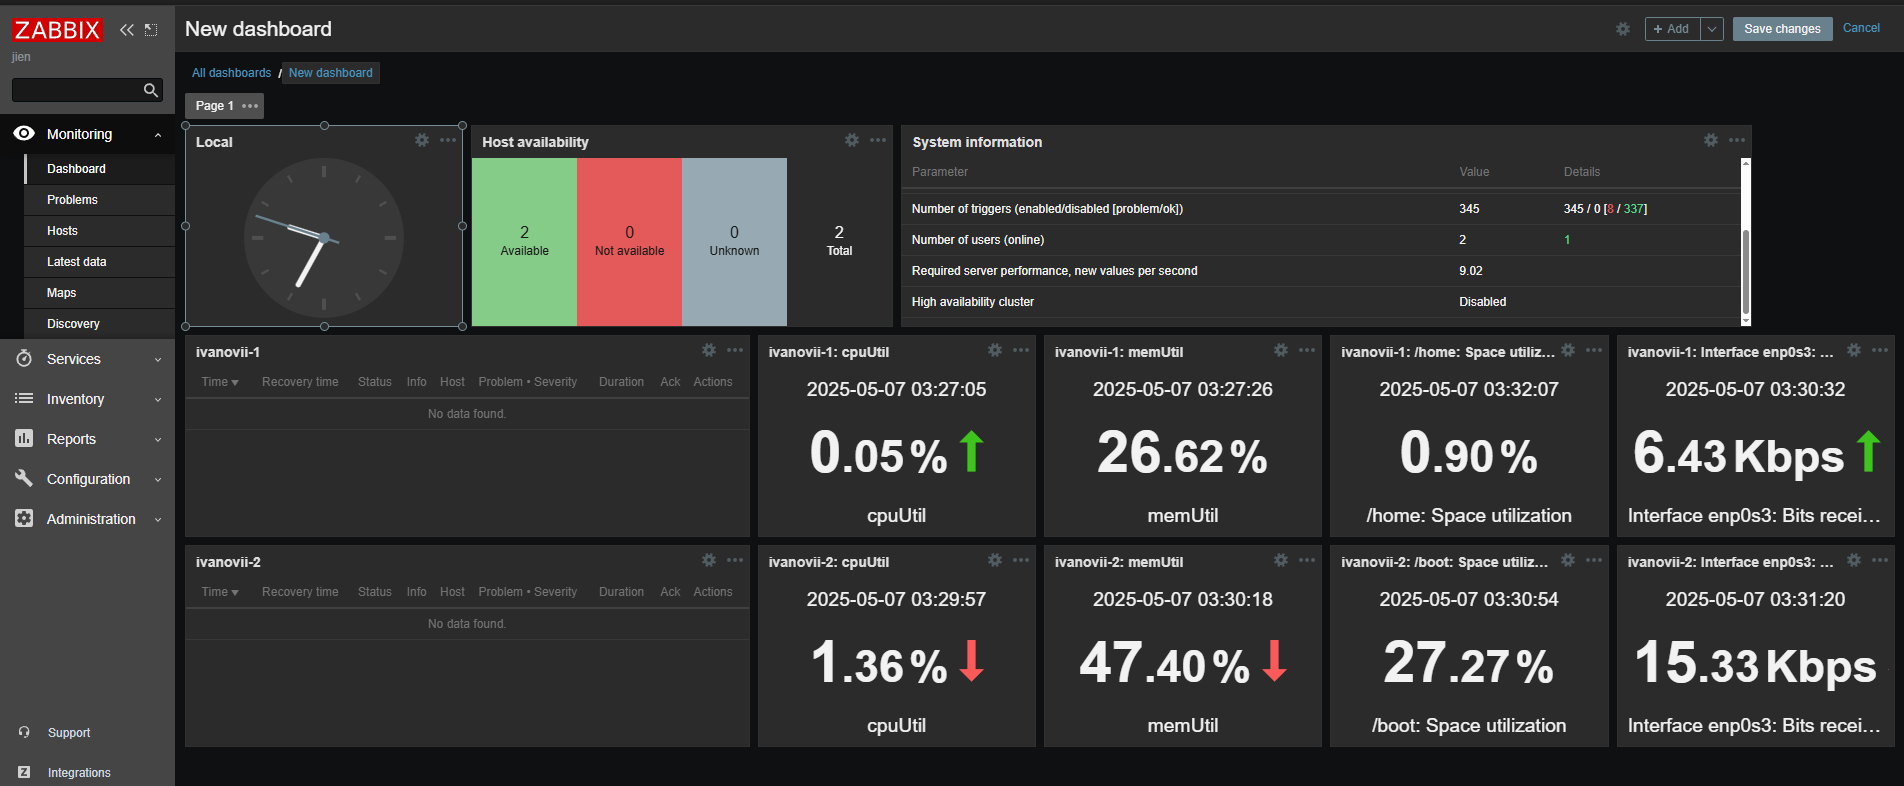 ZABBIX
jien
Monitoring
Dashboard
Problems
Hosts
Latest data
Maps
Discovery
Services
Inventory
Reports
Configuration
Administration
Support
Z Integrations
New dashboard
+ Add
Save changes
Cancel
All dashboards / New dashboard
Page 1
Local
Host availability
2
Available
0
Not available
0
Unknown
2
Total
System information
Parameter Value Details
Number of triggers (enabled/disabled [problem/ok]) 345 345 / 0 [8 / 337]
Number of users (online) 2 1
Required server performance, new values per second 9.02
High availability cluster Disabled
ivanovii-1
Time Recovery time Status Info Host Problem • Severity Duration Ack Actions
No data found.
ivanovii-1: cpuUtil
2025-05-07 03:27:05
0.05 %
cpuUtil
ivanovii-1: memUtil
2025-05-07 03:27:26
26.62 %
memUtil
ivanovii-1: /home: Space utiliz...
2025-05-07 03:32:07
0.90 %
/home: Space utilization
ivanovii-1: Interface enp0s3: ...
2025-05-07 03:30:32
6.43 Kbps
Interface enp0s3: Bits recei...
ivanovii-2
Time Recovery time Status Info Host Problem • Severity Duration Ack Actions
No data found.
ivanovii-2: cpuUtil
2025-05-07 03:29:57
1.36 %
cpuUtil
ivanovii-2: memUtil
2025-05-07 03:30:18
47.40 %
memUtil
ivanovii-2: /boot: Space utiliz...
2025-05-07 03:30:54
27.27 %
/boot: Space utilization
ivanovii-2: Interface enp0s3: ...
2025-05-07 03:31:20
15.33 Kbps
Interface enp0s3: Bits recei...